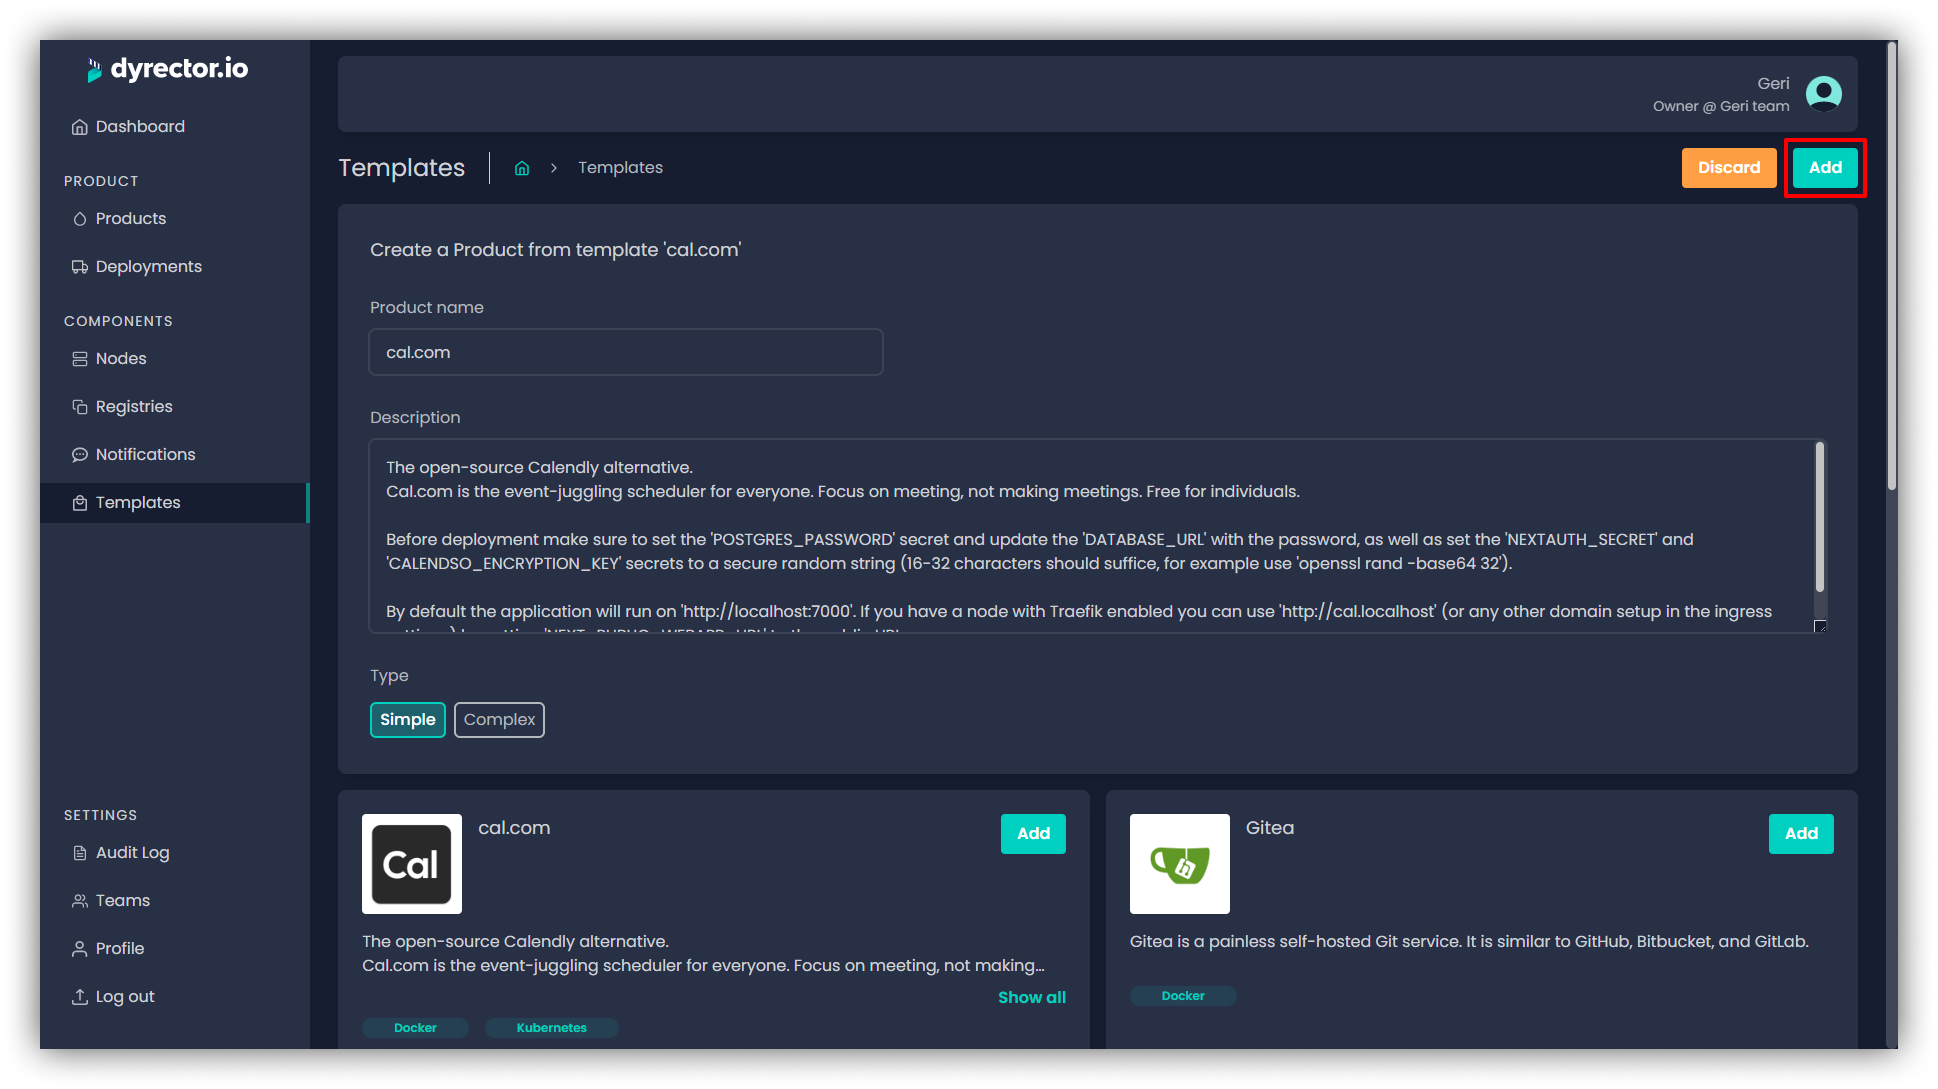 dyrector.io
Dashboard
PRODUCT
Products
Deployments
COMPONENTS
Nodes
Registries
Notifications
Templates
SETTINGS
Audit Log
Teams
Profile
Log out
Geri
Owner @ Geri team
Templates
Templates
Discard
Add
Create a Product from template 'cal.com'
Product name
cal.com
Description
The open-source Calendly alternative.
Cal.com is the event-juggling scheduler for everyone. Focus on meeting, not making meetings. Free for individuals.
Before deployment make sure to set the 'POSTGRES_PASSWORD' secret and update the 'DATABASE_URL' with the password, as well as set the 'NEXTAUTH_SECRET' and
'CALENDSO_ENCRYPTION_KEY' secrets to a secure random string (16-32 characters should suffice, for example use 'openssl rand -base64 32').
By default the application will run on 'http://localhost:7000'. If you have a node with Traefik enabled you can use 'http://cal.localhost' (or any other domain setup in the ingress
Type
Simple
Complex
Cal
cal.com
Add
The open-source Calendly alternative.
Cal.com is the event-juggling scheduler for everyone. Focus on meeting, not making...
Show all
Docker
Kubernetes
Gitea
Add
Gitea is a painless self-hosted Git service. It is similar to GitHub, Bitbucket, and GitLab.
Docker